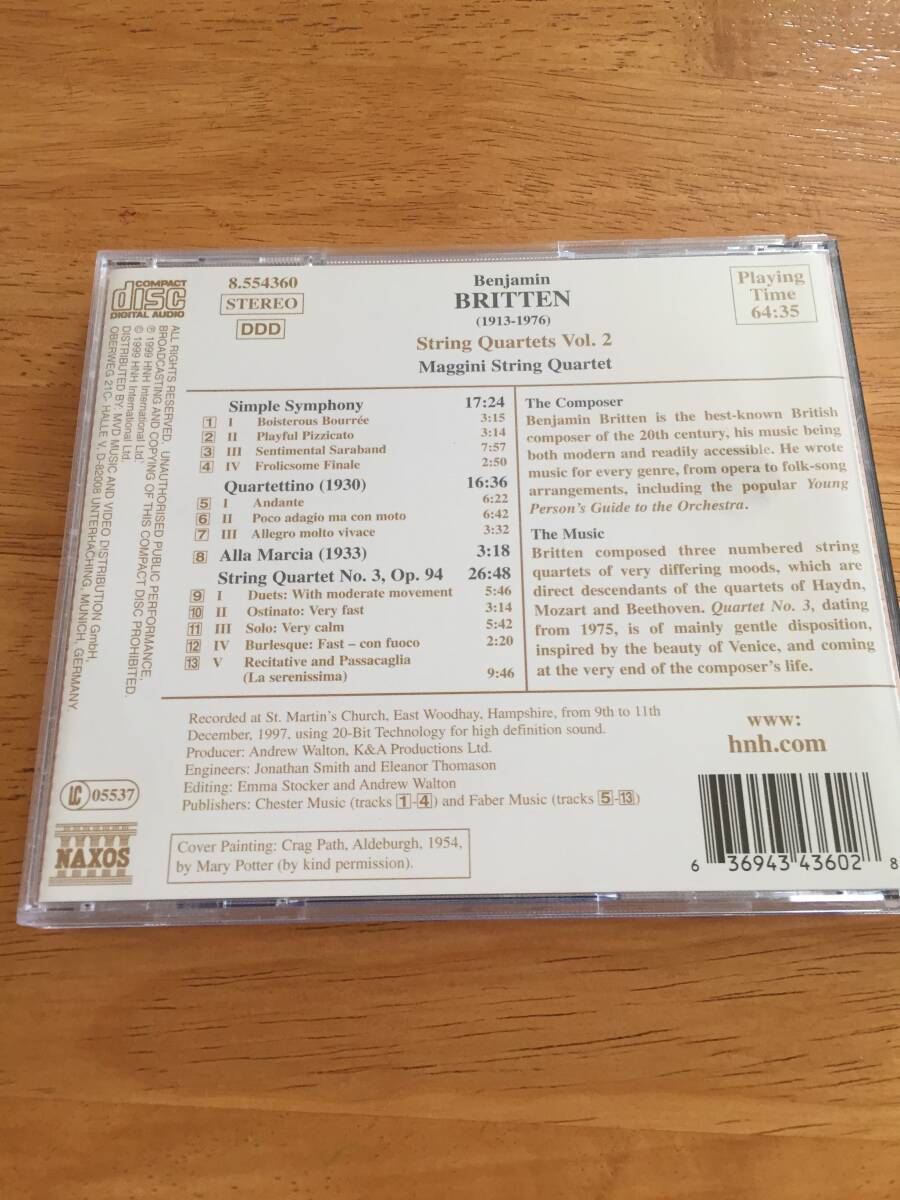 COMPACT
disc
DIGITAL AUDIO
8.554360
STEREO
DDD
Benjamin
BRITTEN
(1913-1976)
String Quartets Vol. 2
Maggini String Quartet
Playing
Time
64:35
Simple Symphony 17:24
1 I Boisterous Bourrée 3:15
2 II Playful Pizzicato 3:14
3 III Sentimental Saraband 7:57
4 IV Frolicsome Finale 2:50
Quartettino (1930) 16:36
5 I Andante 6:22
6 II Poco adagio ma con moto 6:42
7 III Allegro molto vivace 3:32
8 Alla Marcia (1933) 3:18
String Quartet No. 3, Op. 94 26:48
9 I Duets: With moderate movement 5:46
10 II Ostinato: Very fast 3:14
11 III Solo: Very calm 5:42
12 IV Burlesque: Fast – con fuoco 2:20
13 V Recitative and Passacaglia
(La serenissima) 9:46
The Composer
Benjamin Britten is the best-known British
composer of the 20th century, his music being
both modern and readily accessible. He wrote
music for every genre, from opera to folk-song
arrangements, including the popular Young
Person's Guide to the Orchestra.
The Music
Britten composed three numbered string
quartets of very differing moods, which are
direct descendants of the quartets of Haydn,
Mozart and Beethoven. Quartet No. 3, dating
from 1975, is of mainly gentle disposition,
inspired by the beauty of Venice, and coming
at the very end of the composer's life.
Recorded at St. Martin's Church, East Woodhay, Hampshire, from 9th to 11th
December, 1997, using 20-Bit Technology for high definition sound.
Producer: Andrew Walton, K&A Productions Ltd.
Engineers: Jonathan Smith and Eleanor Thomason
Editing: Emma Stocker and Andrew Walton
Publishers: Chester Music (tracks 1-4) and Faber Music (tracks 5-13)
www:
hnh.com
Cover Painting: Crag Path, Aldeburgh, 1954,
by Mary Potter (by kind permission).
6 36943 43602 8
ALL RIGHTS RESERVED. UNAUTHORISED PUBLIC PERFORMANCE,
BROADCASTING AND COPYING OF THIS COMPACT DISC PROHIBITED.
℗ 1999 HNH International Ltd.
© 1999 HNH International Ltd.
DISTRIBUTED BY: MVD MUSIC AND VIDEO DISTRIBUTION GmbH,
OBERWEG 21C- HALLE V, D-82008 UNTERHACHING, MUNICH, GERMANY.
LC 05537
NAXOS